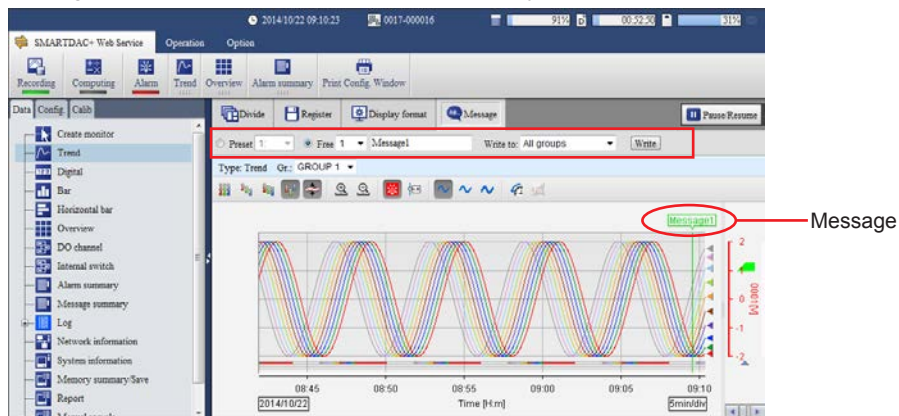 2014/10/22 09:10:23 0017-000016 91% 00:52:58 31%
SMARTDAC+ Web Service Operation Option
Recording Computing Alarm Trend Overview Alarm summary Print Config. Window
Data Config. Calib Divide Register Display format Message Pause/Resume
Create monitor
Preset 1 Free 1 Message1 Write to: All groups Write
Trend
Type: Trend Gr.: GROUP 1
Digital
Bar
Horizontal bar
Overview
Message1 Message
DO channel
2
Internal switch
Alarm summary
0
Message summary
0001[V]
Log
-1
Network information
System information
-2
Memory summary/Save
08:45 08:50 08:55 09:00 09:05 09:10
Report
2014/10/22 Time [H:m] 5min/div